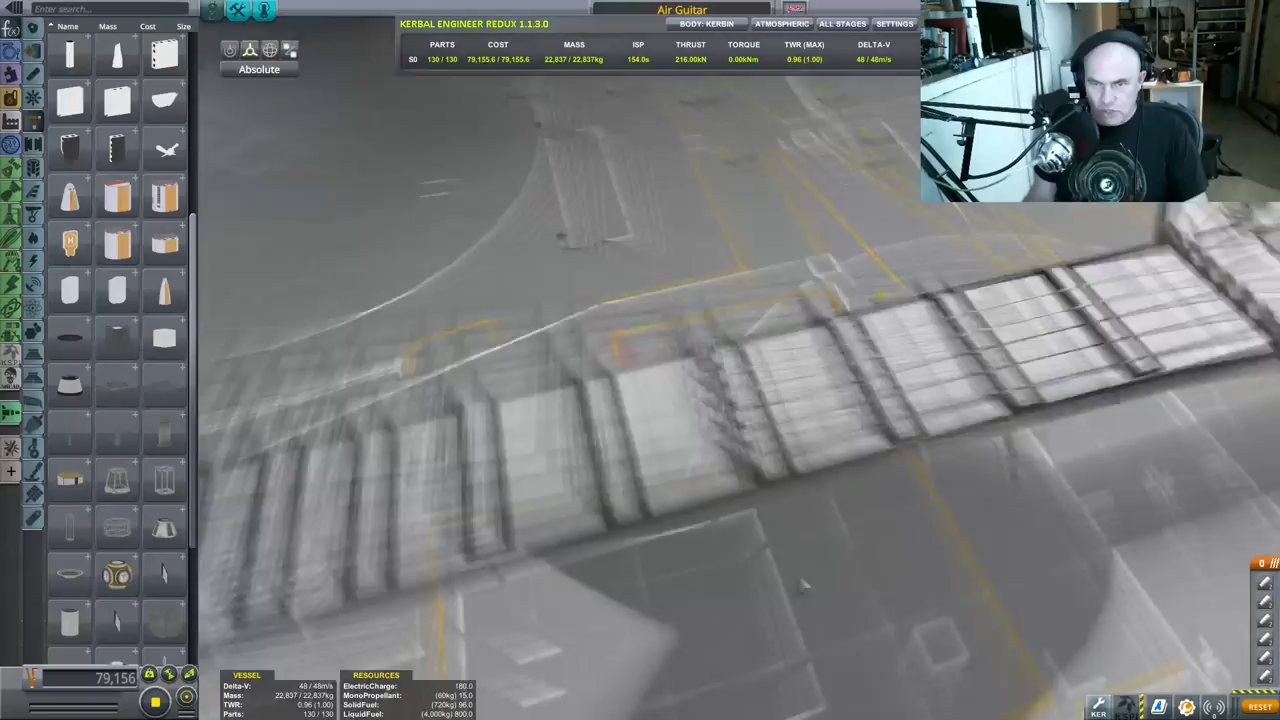 Enter search...
Name Mass Cost Size
Air Guitar
KERBAL ENGINEER REDUX 1.1.3.0
BODY: KERBIN ATMOSPHERIC ALL STAGES SETTINGS
PARTS COST MASS ISP THRUST TORQUE TWR (MAX) DELTA-V
S0 130 / 130 79,155.6 / 79,155.6 22,837 / 22,837kg 154.0s 216.00kN 0.00kNm 0.96 (1.00) 48 / 48m/s
Absolute
79,156
VESSEL
Delta-V: 48 / 48m/s
Mass: 22,837 / 22,837kg
TWR: 0.96 (1.00)
Parts: 130 / 130
RESOURCES
ElectricCharge: 180.0
MonoPropellant: (60kg) 15.0
SolidFuel: (720kg) 96.0
LiquidFuel: (4,000kg) 800.0
0
KER
RESET